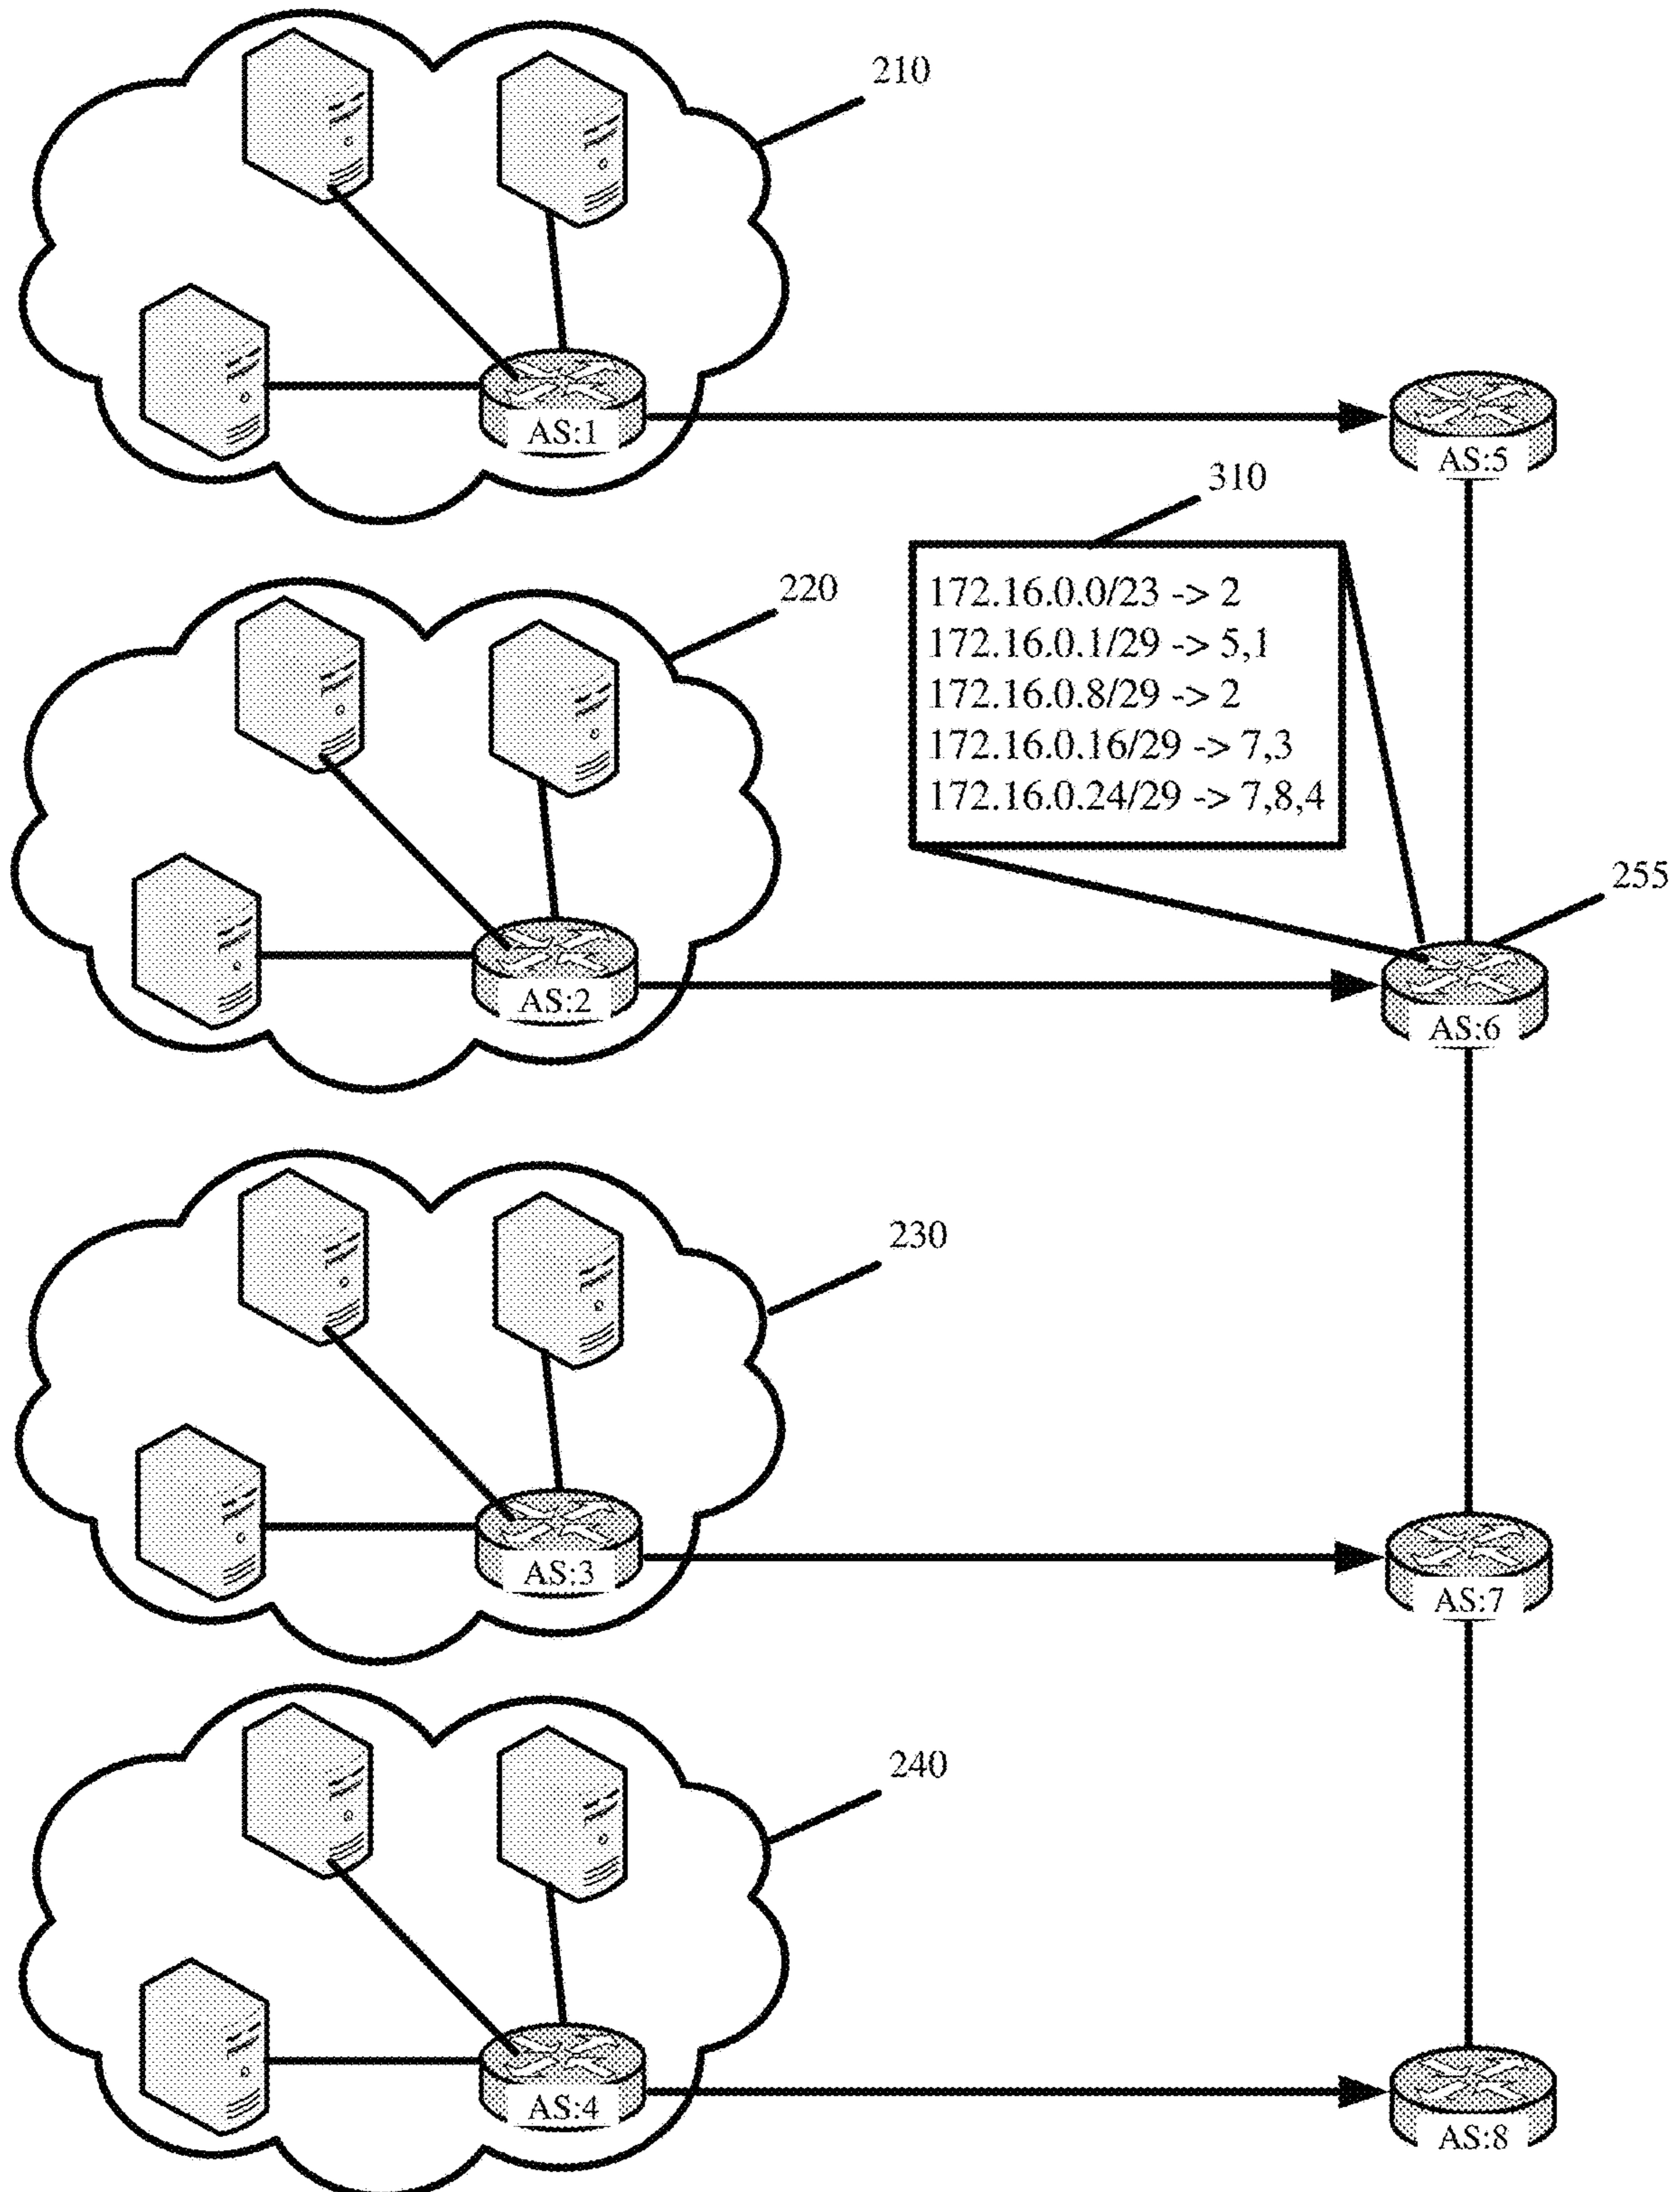 210
AS:1
AS:5
310
172.16.0.0/23 -> 2
172.16.0.1/29 -> 5,1
172.16.0.8/29 -> 2
172.16.0.16/29 -> 7,3
172.16.0.24/29 -> 7,8,4
220
255
AS:2
AS:6
230
AS:3
AS:7
240
AS:4
AS:8